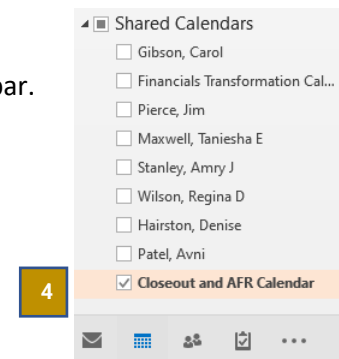 Shared Calendars
Gibson, Carol
bar.
Financials Transformation Cal...
Pierce, Jim
Maxwell, Taniesha E
Stanley, Amry J
Wilson, Regina D
Hairston, Denise
Patel, Avni
4
Closeout and AFR Calendar